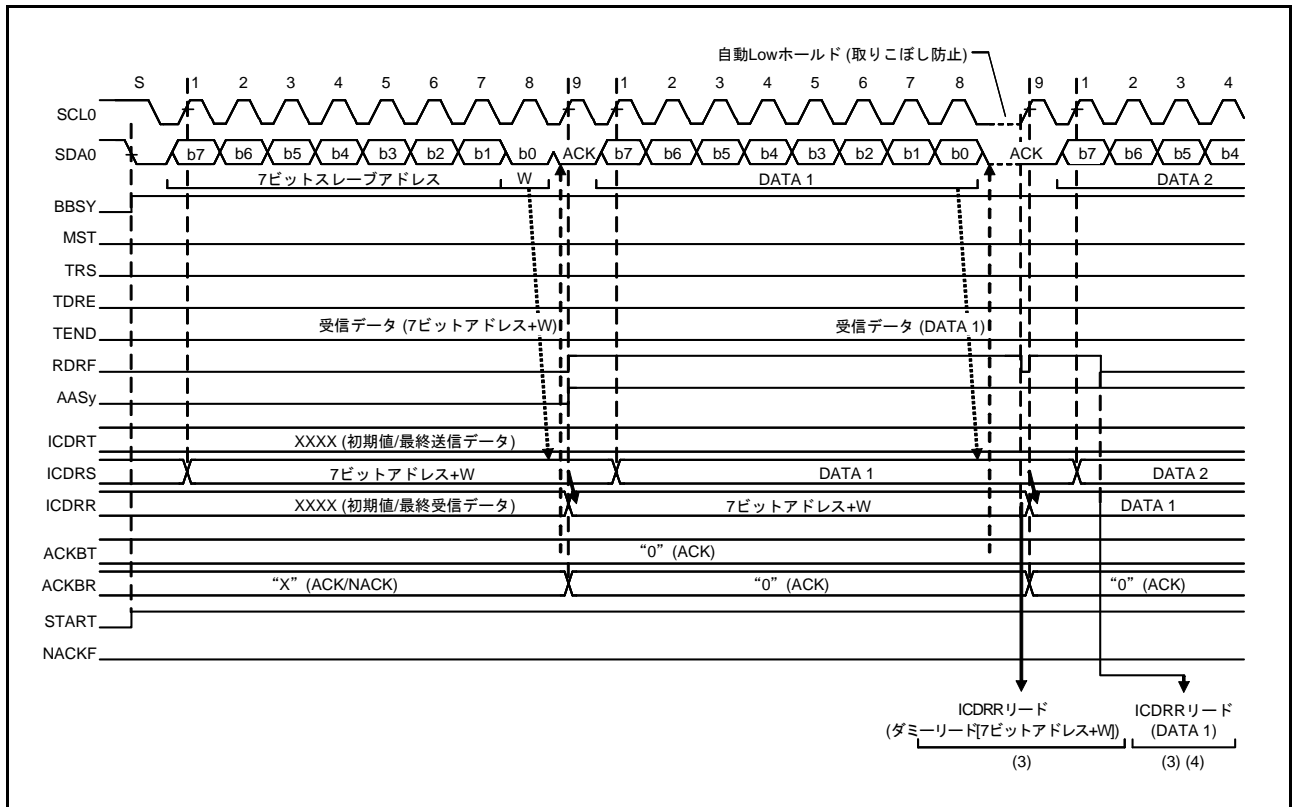 自動Lowホールド (取りこぼし防止)
S 1 2 3 4 5 6 7 8 9 1 2 3 4 5 6 7 8 9 1 2 3 4
SCL0
SDA0 b7 b6 b5 b4 b3 b2 b1 b0 ACK b7 b6 b5 b4 b3 b2 b1 b0 ACK b7 b6 b5 b4
7ビットスレーブアドレス W DATA 1 DATA 2
BBSY
MST
TRS
TDRE
TEND 受信データ (7ビットアドレス+W) 受信データ (DATA 1)
RDRF
AASy
ICDRT XXXX (初期値/最終送信データ)
ICDRS 7ビットアドレス+W DATA 1 DATA 2
ICDRR XXXX (初期値/最終受信データ) 7ビットアドレス+W DATA 1
ACKBT “0” (ACK)
ACKBR “X” (ACK/NACK) “0” (ACK) “0” (ACK)
START
NACKF
ICDRRリード ICDRRリード
(ダミーリード[7ビットアドレス+W]) (DATA 1)
(3) (3) (4)